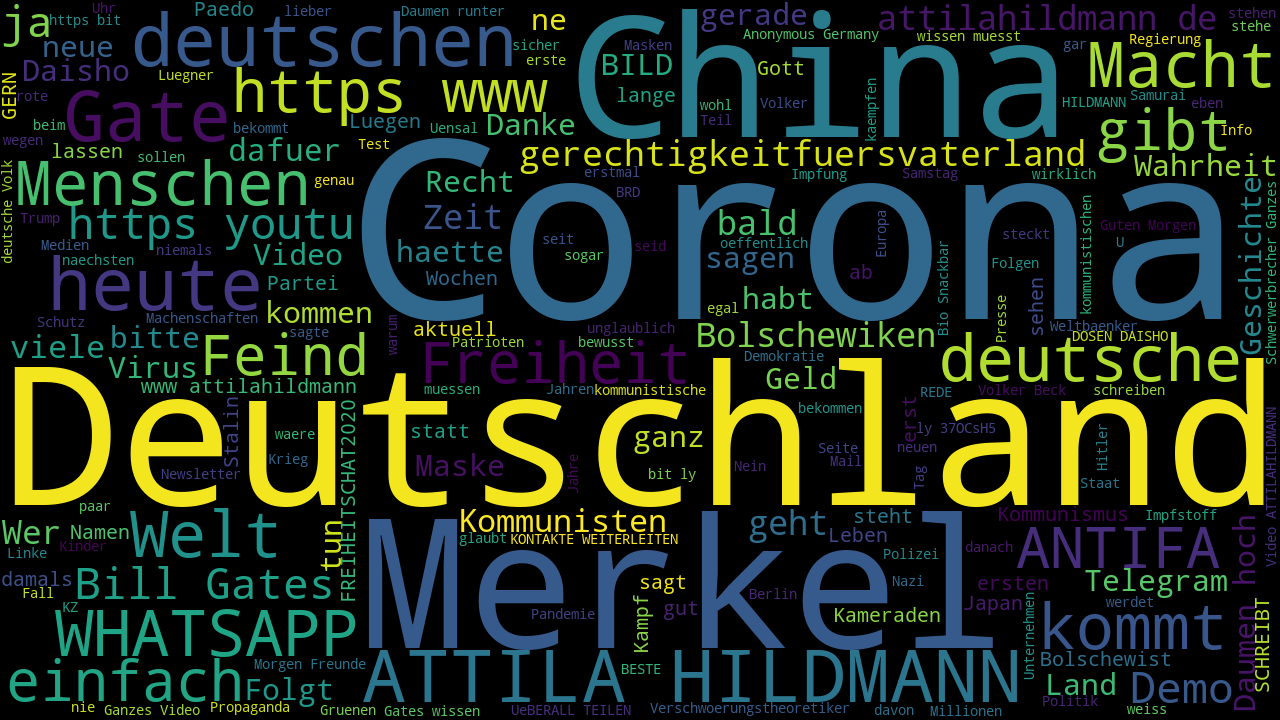 Uhr
https bit
Paedo
lieber
Daumen runter
ja
deutschen
ne
China
gerade
attilahildmann de
stehen
stehe
neue
sicher
erste
Masken
BILD
Anonymous Germany
wissen muesst
gar
Regierung
Macht
GERN
Daisho
Luegner
https www
Gott
lange
kaempfen
HILDMANN
Samurai
rote
Gate
wohl
Teil
Volker
eben
beim
bekommt
Luegen
Uensal
Danke
gibt
Info
wegen
lassen
sollen
dafuer
Test
gerechtigkeitfuersvaterland
Wahrheit
deutsche Volk
Menschen
genau
Recht
erstmal
BRD
Impfung
Samstag
wirklich
Corona
Trump
https youtu
Zeit
bald
oeffentlich
Europa
kommunistischen
Guten Morgen
U
Geschichte
Schwerwerbrecher Ganzes
Medien
niemals
naechsten
Video
haette
seit
sogar
seid
sagen
steckt
Bio Snackbar
Folgen
heute
Partei
Wochen
ab
Weltbaenker
sehen
Schutz
Machenschaften
kommen
egal
habt
Presse
sagte
warum
aktuell
unglaublich
Bolschewiken
DOSEN DAISHO
viele
bitte
Feind
Patrioten
bewusst
Demokratie
deutsche
Virus
Freiheit
Geld
www attilahildmann
muessen
Jahren
kommunistische
REDE
Volker Beck
schreiben
Deutschland
Stalin
FREIHEITSCHAT2020
bekommen
erst
waere
statt
ganz
ly 37OCsH5
Krieg
Seite
Mail
neuen
Hitler
Newsletter
Maske
Jahre
bit ly
Nein
Tag
Staat
Video ATTILAHILDMANN
paar
Wer
Namen
Welt
tun
Kommunisten
Merkel
geht
steht
Kommunismus
Impfstoff
hoch
Linke
Kinder
glaubt
KONTAKTE WEITERLEITEN
Leben
danach
ANTIFA
damals
Fall
Bill Gates
sagt
Polizei
Nazi
ersten
Telegram
KZ
WHATSAPP
Pandemie
Kampf
gut
Berlin
Kameraden
Japan
Unternehmen
werdet
Daumen
SCHREIBT
kommt
einfach
Morgen Freunde
Folgt
ATTILA HILDMANN
BESTE
Bolschewist
Land
Demo
nie
Ganzes Video
Propaganda
Gruenen
Gates wissen
UeBERALL TEILEN
Verschwoerungstheoretiker
davon
Millionen
Politik
weiss